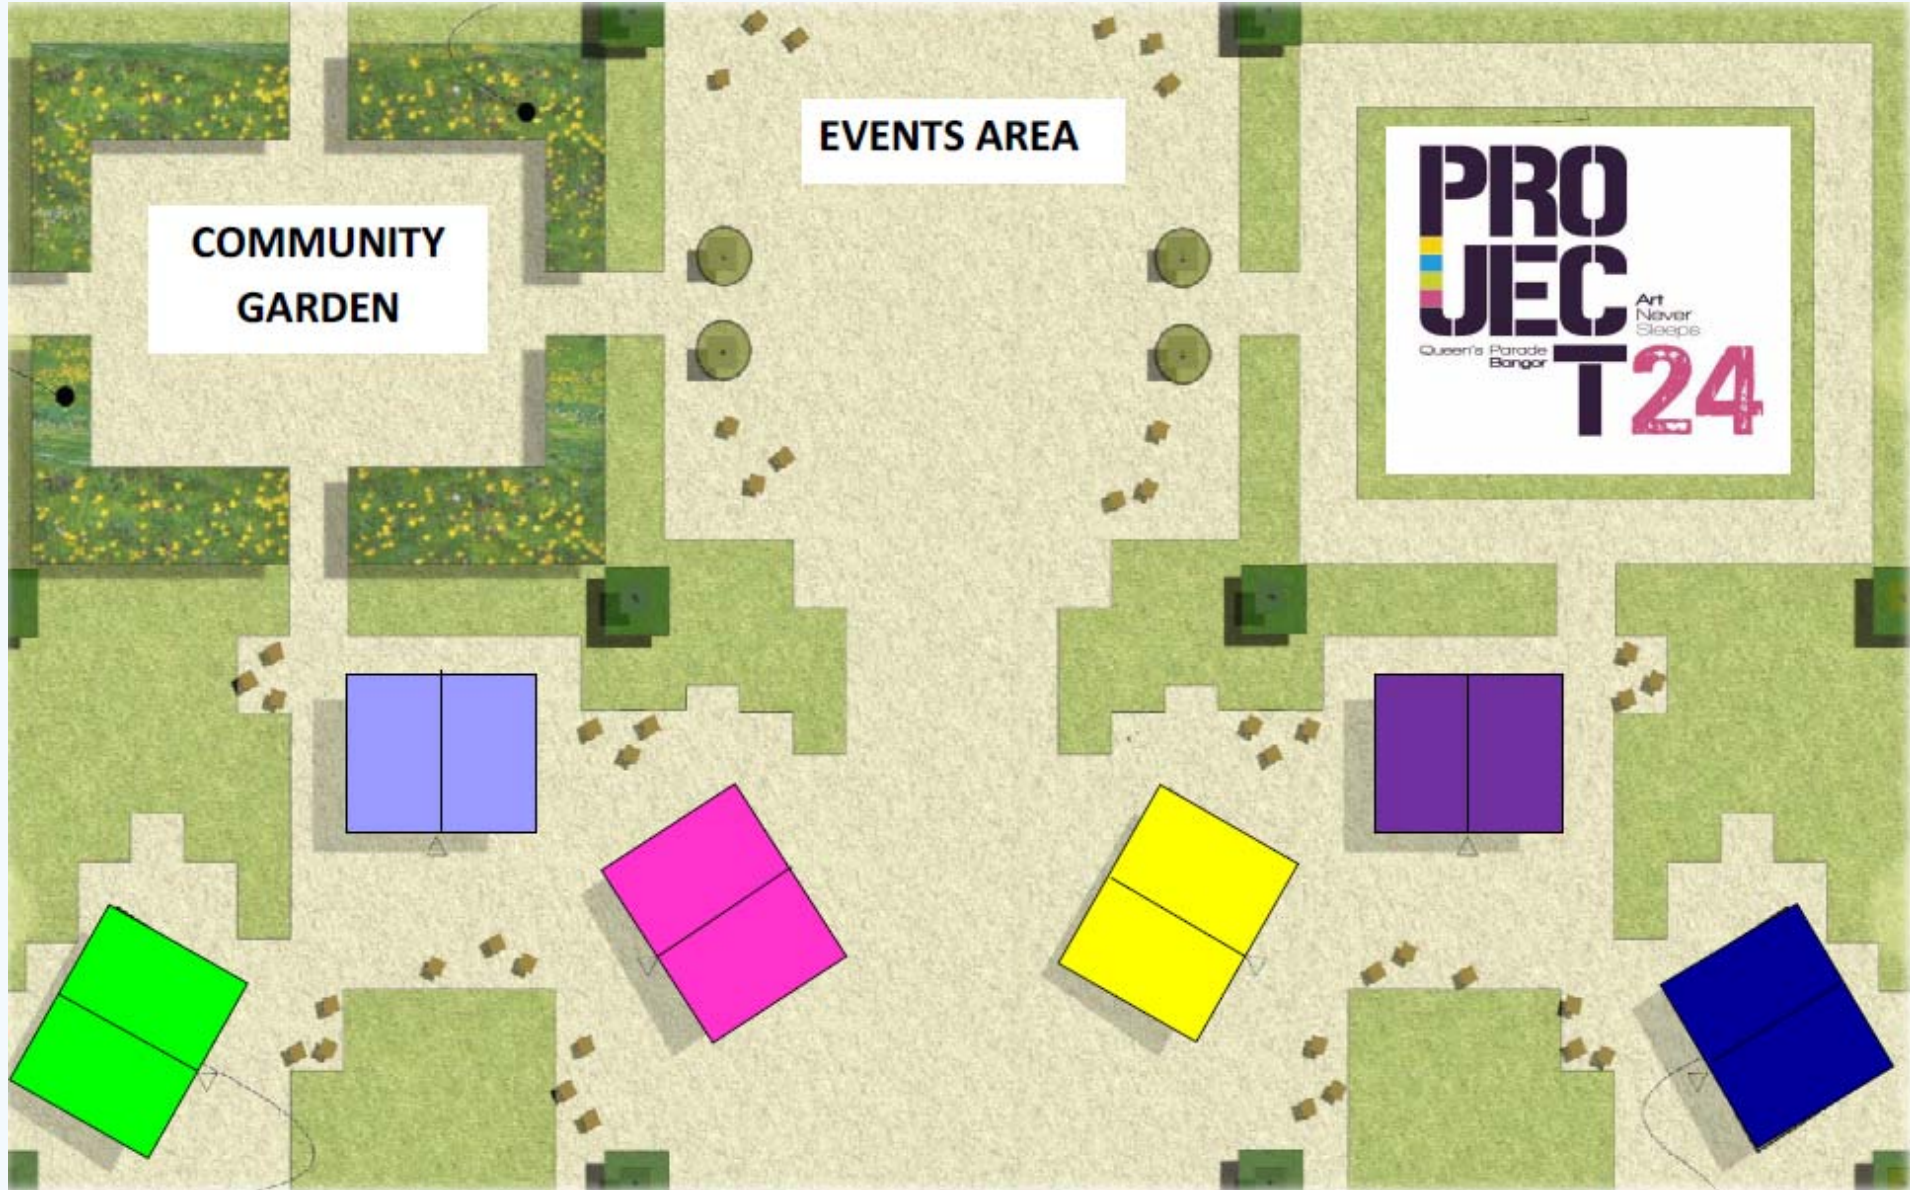 EVENTS AREA
COMMUNITY
GARDEN
PRO
JEC
T24
Art
Never
Sleeps
Queen's Parade
Bangor